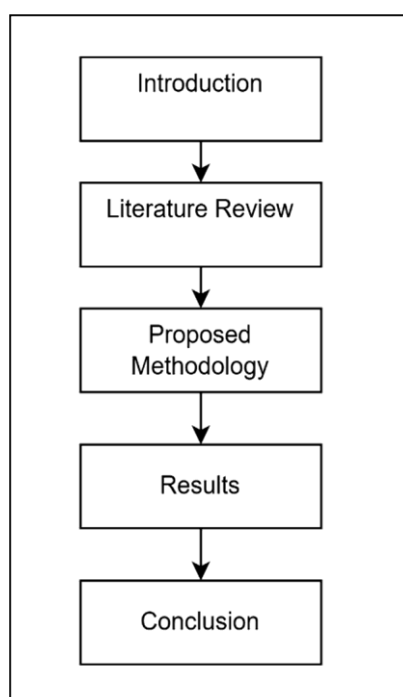 Introduction
Literature Review
Proposed
Methodology
Results
Conclusion